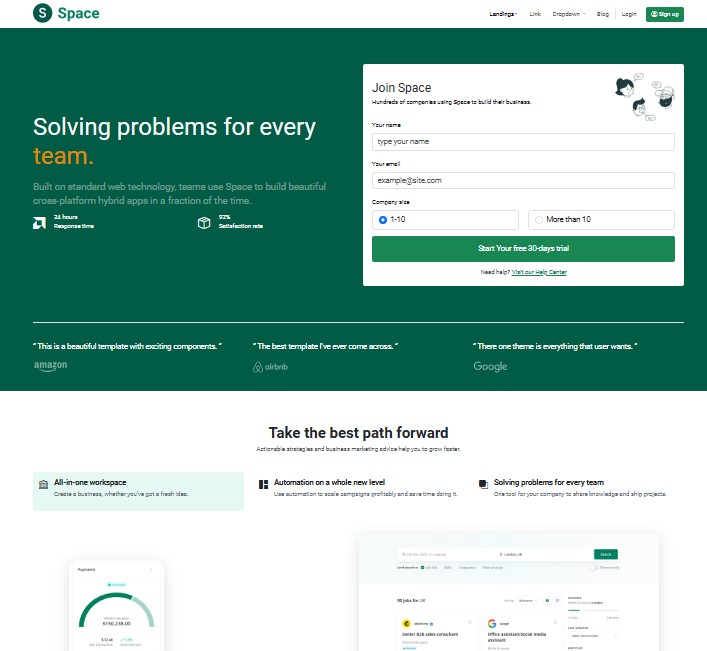 S Space
Landings
Link
Dropdown
Blog
Login
Sign up
Solving problems for every
team.
Built on standard web technology, teams use Space to build beautiful
cross-platform hybrid apps in a fraction of the time.
24 hours
Response time
92%
Satisfaction rate
Join Space
Hundreds of companies using Space to build their business.
Your name
type your name
Your email
example@site.com
Company size
1-10
More than 10
Start Your free 30-days trial
Need help? Visit our Help Center
“ This is a beautiful template with exciting components. ”
amazon
“ The best template I've ever come across. ”
airbnb
“ There one theme is everything that user wants. ”
Google
Take the best path forward
Actionable strategies and business marketing advice help you to grow faster.
All-in-one workspace
Create a business, whether you've got a fresh idea.
Automation on a whole new level
Use automation to scale campaigns profitably and save time doing it.
Solving problems for every team
One tool for your company to share knowledge and ship projects.
Payments
$150,238.00
London, UK
Search
90 jobs for UK
Mailchimp
Senior B2B sales consultant
Google
Office assistant/Social media
assistant